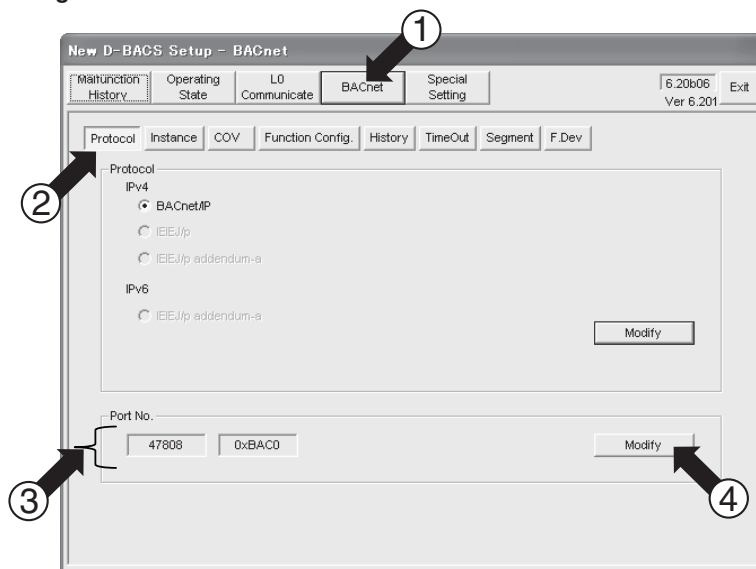 1
New D-BACS Setup - BACnet
Malfunction History
Operating State
L0 Communicate
BACnet
Special Setting
6.20b06
Ver 6.201
Exit
Protocol Instance COV Function Config. History TimeOut Segment F.Dev
2
Protocol
IPv4
BACnet/IP
IEIEJ/p
IEIEJ/p addendum-a
IPv6
IEIEJ/p addendum-a
Modify
Port No.
47808 0xBAC0 Modify
3
4